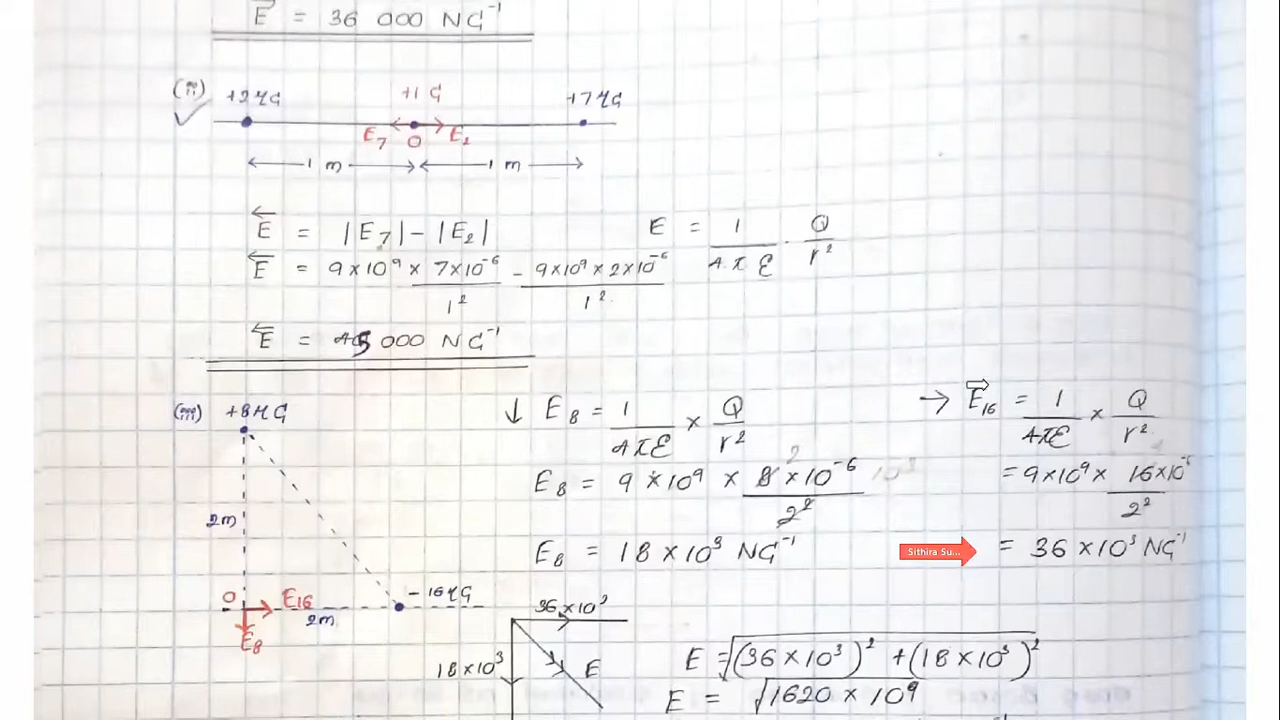 E⃗ = 36 000 NC⁻¹
(ii)
+2μC +1 C +7μC
E₇ O E₂
1 m 1 m
E⃖ = |E₇| - |E₂|
E = 1/4πε · Q/r²
E⃖ = 9×10⁹ × 7×10⁻⁶/1² - 9×10⁹ × 2×10⁻⁶/1²
E⃖ = 45 000 NC⁻¹
(iii) +8μC
2m
O E₁₆ -16μC
2m
E₈
↓ E₈ = 1/4πε × Q/r²
E₈ = 9×10⁹ × 8×10⁻⁶/2²
2
E₈ = 18×10³ NC⁻¹
→ E⃗₁₆ = 1/4πε × Q/r²
= 9×10⁹ × 16×10⁻⁶/2²
Sithira Su...
= 36×10³ NC⁻¹
36×10³
18×10³ E
E = √(36×10³)² + (18×10³)²
E = √1620 × 10⁹